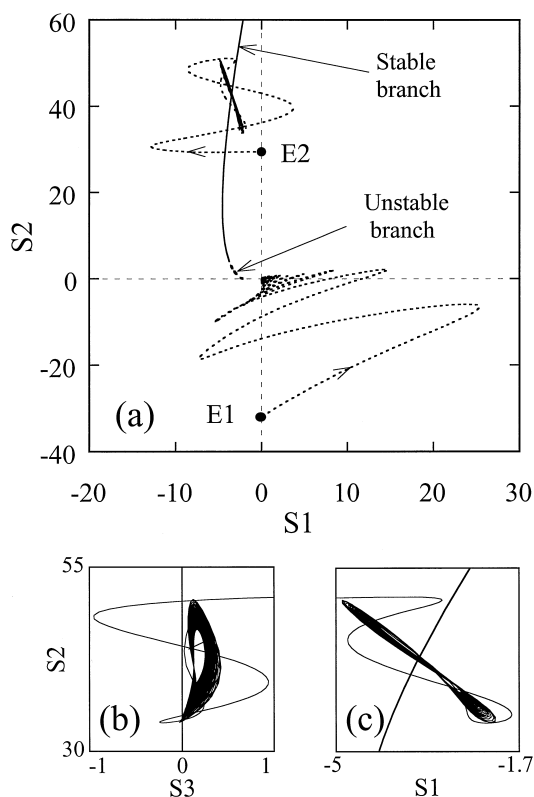 60
Stable
branch
40
E2
20
Unstable
branch
S2
0
-20
E1
(a)
-40
-20 -10 0 10 20 30
S1
55
S2
(b) (c)
30
-1 0 1 -5 -1.7
S3 S1